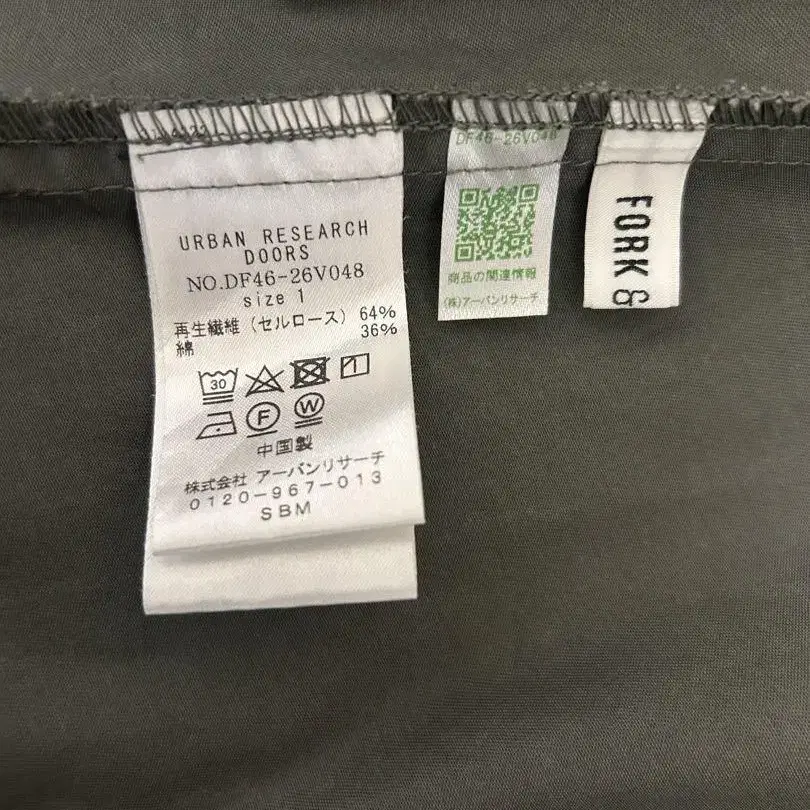 URBAN RESEARCH
DOORS
NO.DF46-26V048
size 1
再生繊維（セルロース） 64%
綿 36%
30
F W
中国製
株式会社 アーバンリサーチ
0120-967-013
SBM
DF46-26V048
商品の関連情報
(株)アーバンリサーチ
FORK &